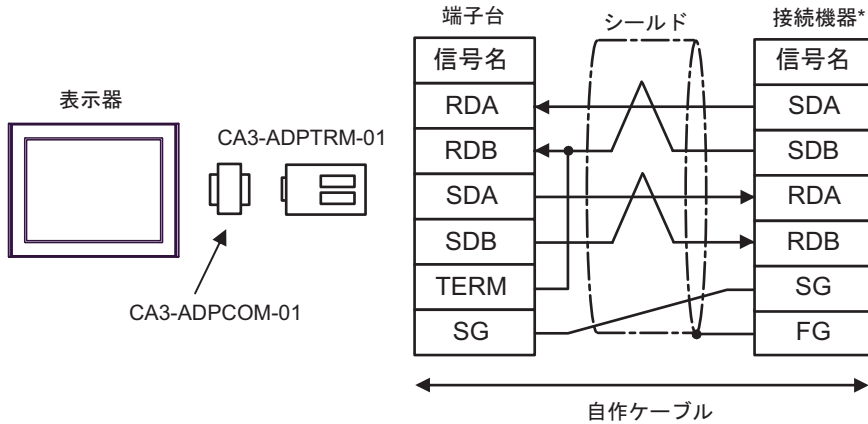 端子台
シールド
接続機器*
信号名
信号名
RDA
SDA
RDB
SDB
SDA
RDA
SDB
RDB
TERM
SG
SG
FG
表示器
CA3-ADPTRM-01
CA3-ADPCOM-01
自作ケーブル